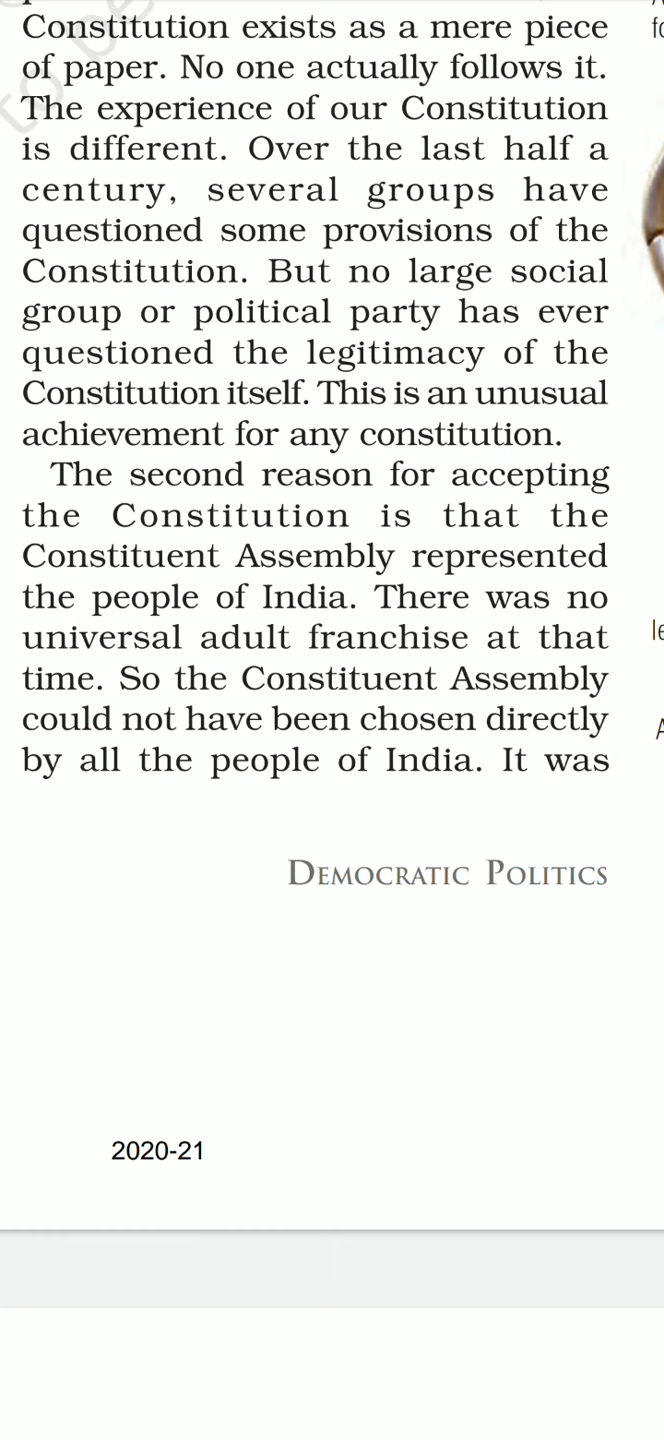 Constitution exists as a mere piece
of paper. No one actually follows it.
The experience of our Constitution
is different. Over the last half a
century, several groups have
questioned some provisions of the
Constitution. But no large social
group or political party has ever
questioned the legitimacy of the
Constitution itself. This is an unusual
achievement for any constitution.
The second reason for accepting
the Constitution is that the
Constituent Assembly represented
the people of India. There was no
universal adult franchise at that
time. So the Constituent Assembly
could not have been chosen directly
by all the people of India. It was
DEMOCRATIC POLITICS
2020-21